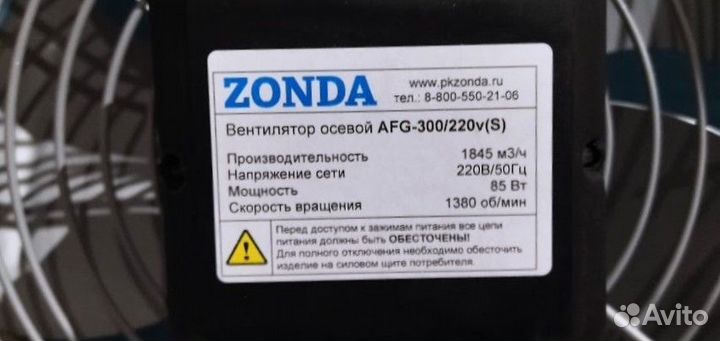 ZONDA
www.pkzonda.ru
тел.: 8-800-550-21-06
Вентилятор осевой AFG-300/220v(S)
Производительность 1845 м3/ч
Напряжение сети 220В/50Гц
Мощность 85 Вт
Скорость вращения 1380 об/мин
Перед доступом к зажимам питания все цепи
питания должны быть ОБЕСТОЧЕНЫ!
Для полного отключения необходимо обесточить
изделие на силовом щите потребителя.
Avito